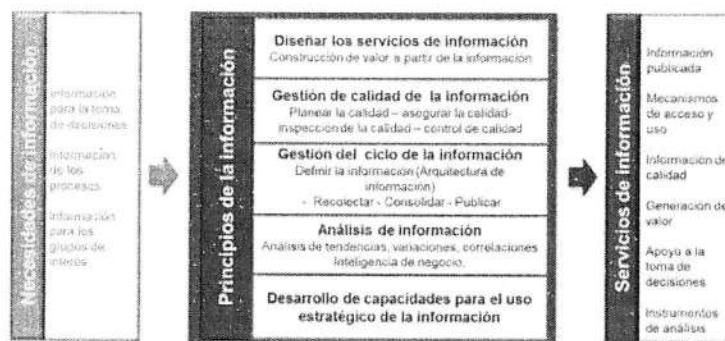 Necesidades de información
Información
para la toma
de decisiones
Información
de los
procesos
Información
para los
grupos de
interés
Principios de la información
Diseñar los servicios de información
Construcción de valor a partir de la información
Gestión de calidad de la información
Planear la calidad – asegurar la calidad-
inspección de la calidad – control de calidad
Gestión del ciclo de la información
Definir la información (Arquitectura de
información)
- Recolectar - Consolidar - Publicar
Análisis de información
Análisis de tendencias, variaciones, correlaciones
Inteligencia de negocio.
Desarrollo de capacidades para el uso
estratégico de la información
Servicios de información
Información
publicada
Mecanismos
de acceso y
uso
Información de
calidad
Generación de
valor
Apoyo a la
toma de
decisiones
Instrumentos
de análisis